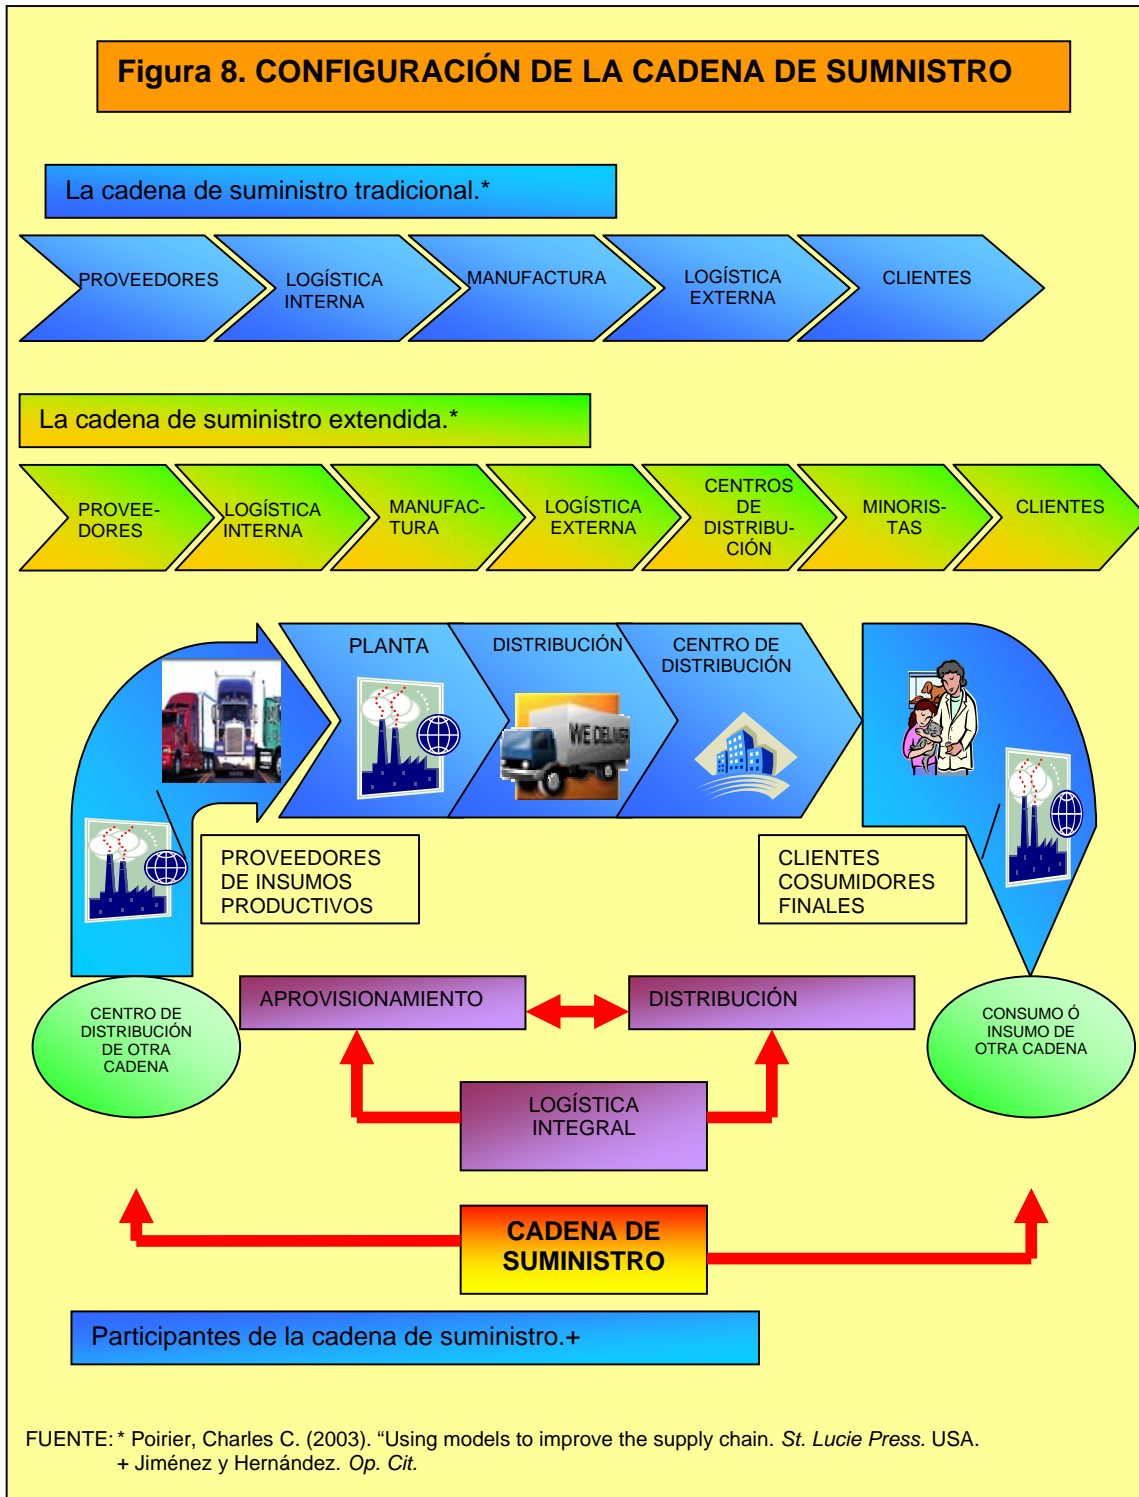 Figura 8. CONFIGURACIÓN DE LA CADENA DE SUMNISTRO
La cadena de suministro tradicional.*
PROVEEDORES
LOGÍSTICA
INTERNA
MANUFACTURA
LOGÍSTICA
EXTERNA
CLIENTES
La cadena de suministro extendida.*
PROVEE-
DORES
LOGÍSTICA
INTERNA
MANUFAC-
TURA
LOGÍSTICA
EXTERNA
CENTROS
DE
DISTRIBU-
CIÓN
MINORIS-
TAS
CLIENTES
PLANTA
DISTRIBUCIÓN
CENTRO DE
DISTRIBUCIÓN
WE DELIVER
PROVEEDORES
DE INSUMOS
PRODUCTIVOS
CLIENTES
COSUMIDORES
FINALES
CENTRO DE
DISTRIBUCIÓN
DE OTRA
CADENA
APROVISIONAMIENTO
DISTRIBUCIÓN
CONSUMO Ó
INSUMO DE
OTRA CADENA
LOGÍSTICA
INTEGRAL
CADENA DE
SUMINISTRO
Participantes de la cadena de suministro.+
FUENTE: * Poirier, Charles C. (2003). “Using models to improve the supply chain. St. Lucie Press. USA.
+ Jiménez y Hernández. Op. Cit.